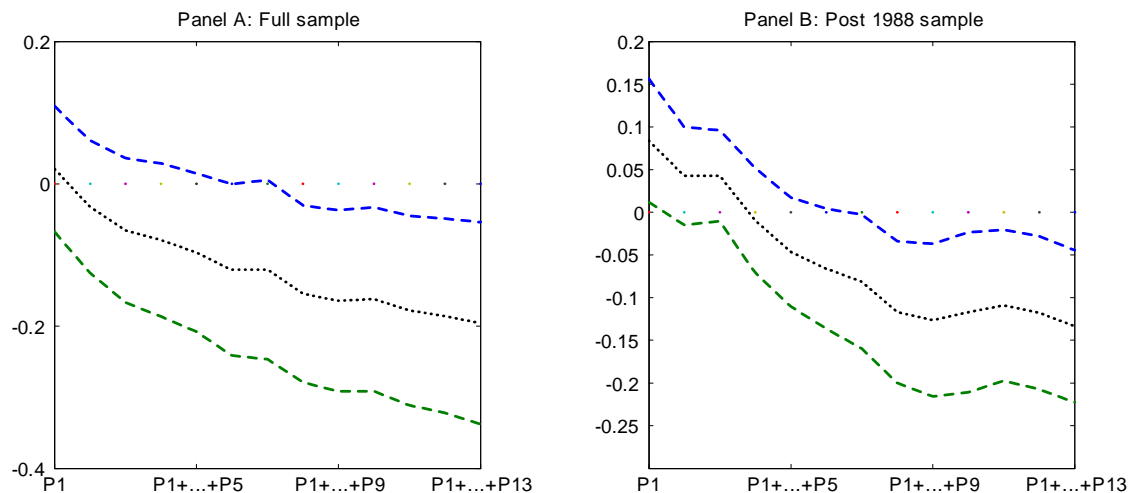 Panel A: Full sample
0.2
0
-0.2
-0.4
P1
P1+...+P5
P1+...+P9
P1+...+P13
Panel B: Post 1988 sample
0.2
0.15
0.1
0.05
0
-0.05
-0.1
-0.15
-0.2
-0.25
P1
P1+...+P5
P1+...+P9
P1+...+P13